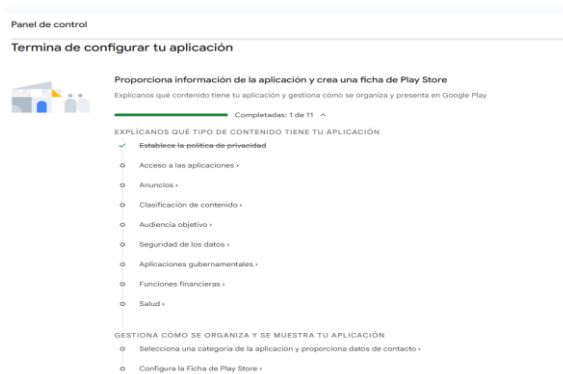 Panel de control
Termina de configurar tu aplicación
Proporciona información de la aplicación y crea una ficha de Play Store
Explícanos qué contenido tiene tu aplicación y gestiona cómo se organiza y presenta en Google Play
Completadas: 1 de 11
EXPLÍCANOS QUÉ TIPO DE CONTENIDO TIENE TU APLICACIÓN
Establece la política de privacidad
Acceso a las aplicaciones ›
Anuncios ›
Clasificación de contenido ›
Audiencia objetivo ›
Seguridad de los datos ›
Aplicaciones gubernamentales ›
Funciones financieras ›
Salud ›
GESTIONA CÓMO SE ORGANIZA Y SE MUESTRA TU APLICACIÓN
Selecciona una categoría de la aplicación y proporciona datos de contacto ›
Configura la Ficha de Play Store ›